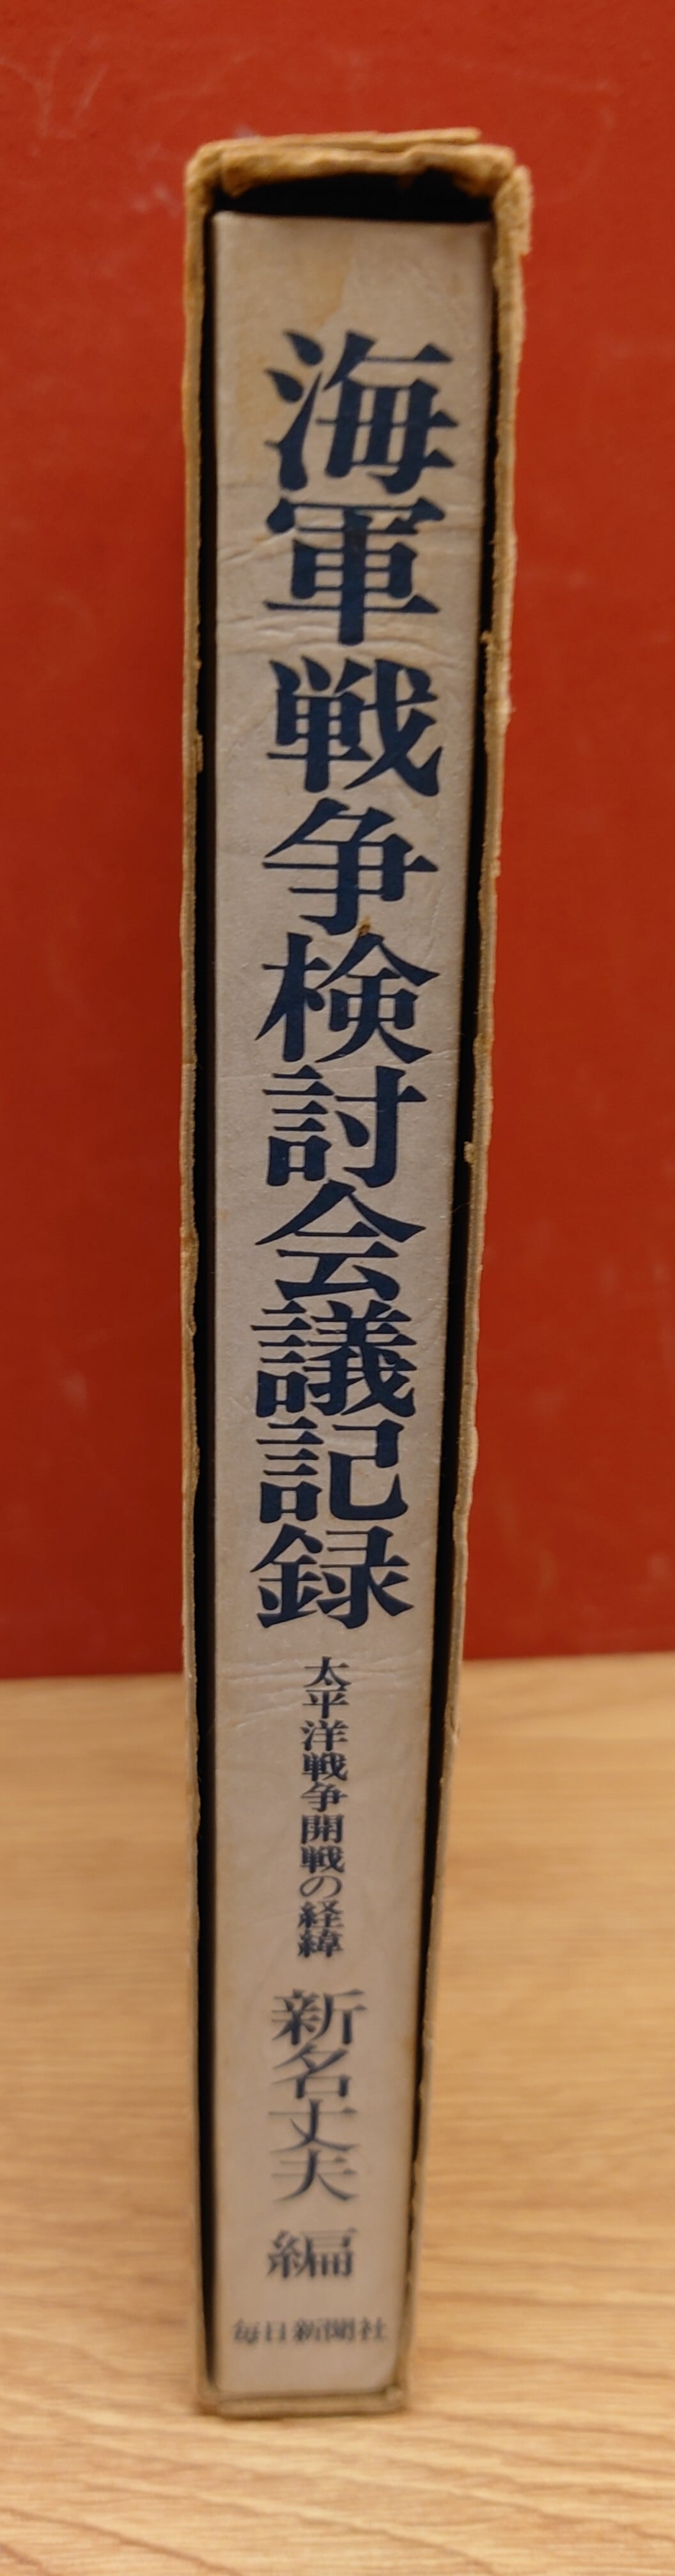 海軍戦争検討会議記録
太平洋戦争開戦の経緯
新名丈夫 編
毎日新聞社